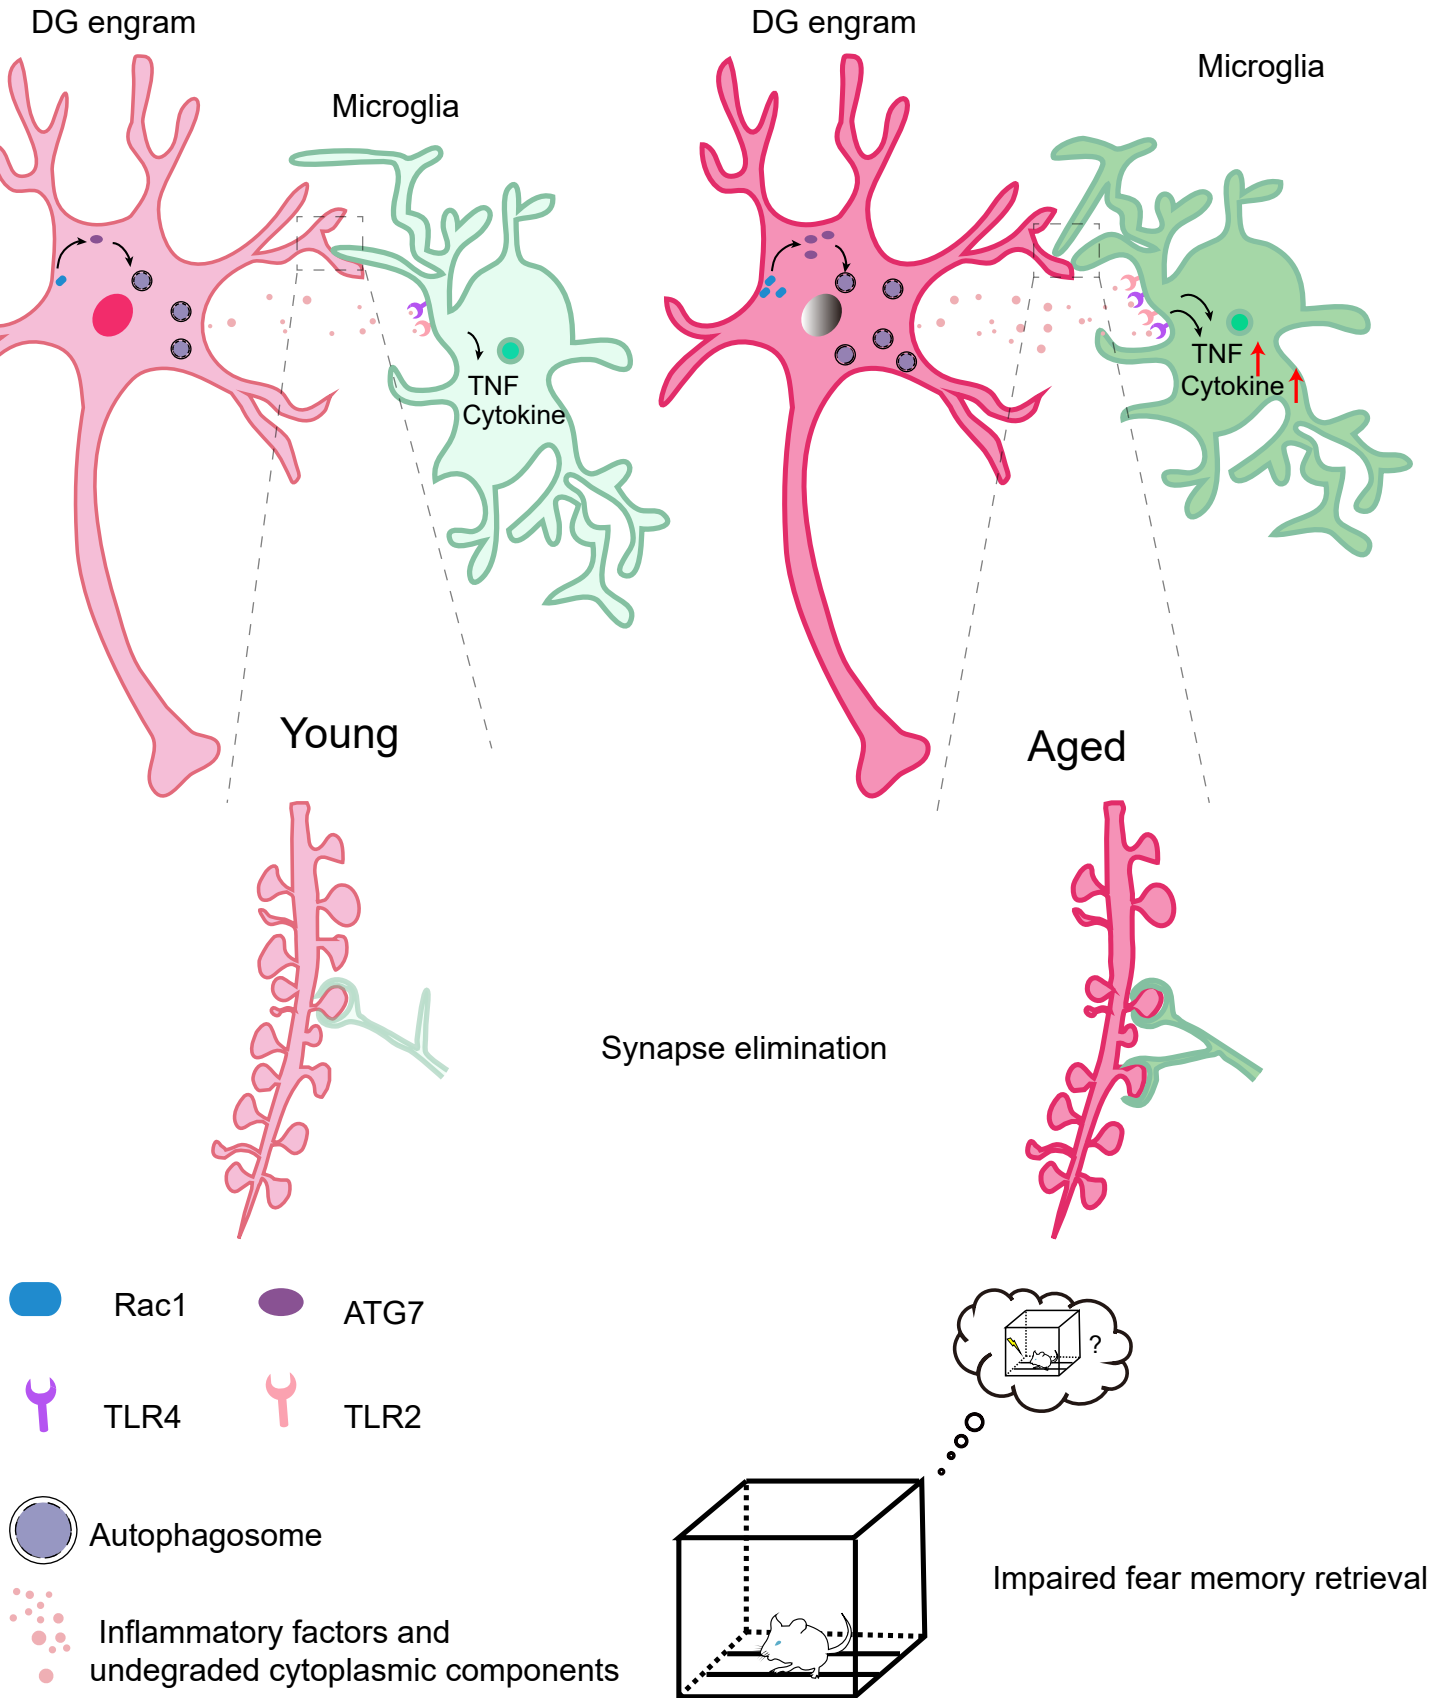 DG engram
DG engram
Microglia
Microglia
TNF
Cytokine
TNF
Cytokine
Young
Aged
Synapse elimination
Rac1
ATG7
TLR4
TLR2
?
Autophagosome
Impaired fear memory retrieval
Inflammatory factors and
undegraded cytoplasmic components